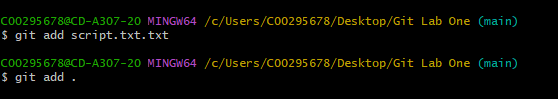 C00295678@CD-A307-20 MINGW64 /c/Users/C00295678/Desktop/Git Lab One (main)
$ git add script.txt.txt
C00295678@CD-A307-20 MINGW64 /c/Users/C00295678/Desktop/Git Lab One (main)
$ git add .